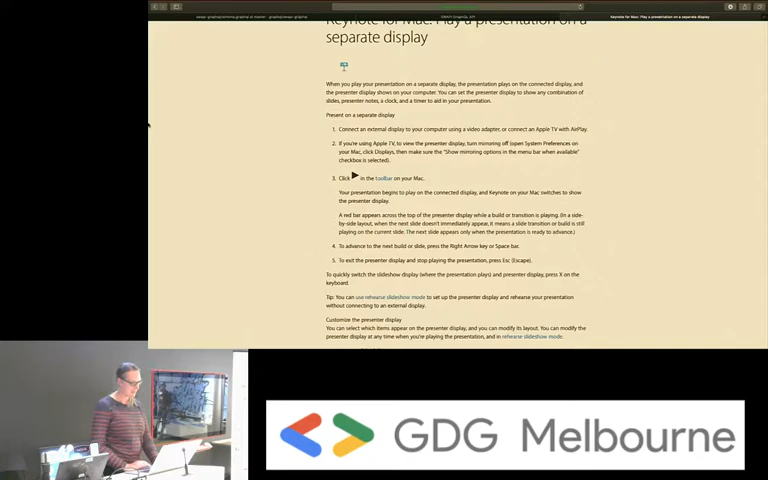 Keynote for Mac: Play a presentation on a
separate display
When you play your presentation on a separate display, the presentation plays on the connected display, and
the presenter display shows on your computer. You can set the presenter display to show any combination of
slides, presenter notes, a clock, and a timer to aid in your presentation.
Present on a separate display
1. Connect an external display to your computer using a video adapter, or connect an Apple TV with AirPlay.
2. If you're using Apple TV, to view the presenter display, turn mirroring off (open System Preferences on
your Mac, click Displays, then make sure the "Show mirroring options in the menu bar when available"
checkbox is selected).
3. Click in the toolbar on your Mac.
Your presentation begins to play on the connected display, and Keynote on your Mac switches to show
the presenter display.
A red bar appears across the top of the presenter display while a build or transition is playing. (In a side-
by-side layout, when the next slide doesn't immediately appear, it means a slide transition or build is still
playing on the current slide. The next slide appears only when the presentation is ready to advance.)
4. To advance to the next build or slide, press the Right Arrow key or Space bar.
5. To exit the presenter display and stop playing the presentation, press Esc (Escape).
To quickly switch the slideshow display (where the presentation plays) and presenter display, press X on the
keyboard.
Tip: You can use rehearse slideshow mode to set up the presenter display and rehearse your presentation
without connecting to an external display.
Customize the presenter display
You can select which items appear on the presenter display, and you can modify its layout. You can modify the
presenter display at any time when you're playing the presentation, and in rehearse slideshow mode.
GDG Melbourne